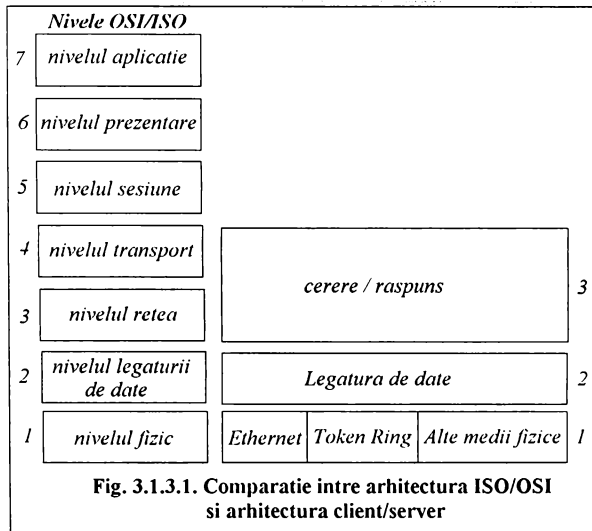 Nivele OSI/ISO
7 nivelul aplicatie
6 nivelul prezentare
5 nivelul sesiune
4 nivelul transport
3 nivelul retea
cerere / raspuns 3
2 nivelul legaturii
de date
Legatura de date 2
1 nivelul fizic Ethernet Token Ring Alte medii fizice 1
Fig. 3.1.3.1. Comparatie intre arhitectura ISO/OSI
si arhitectura client/server